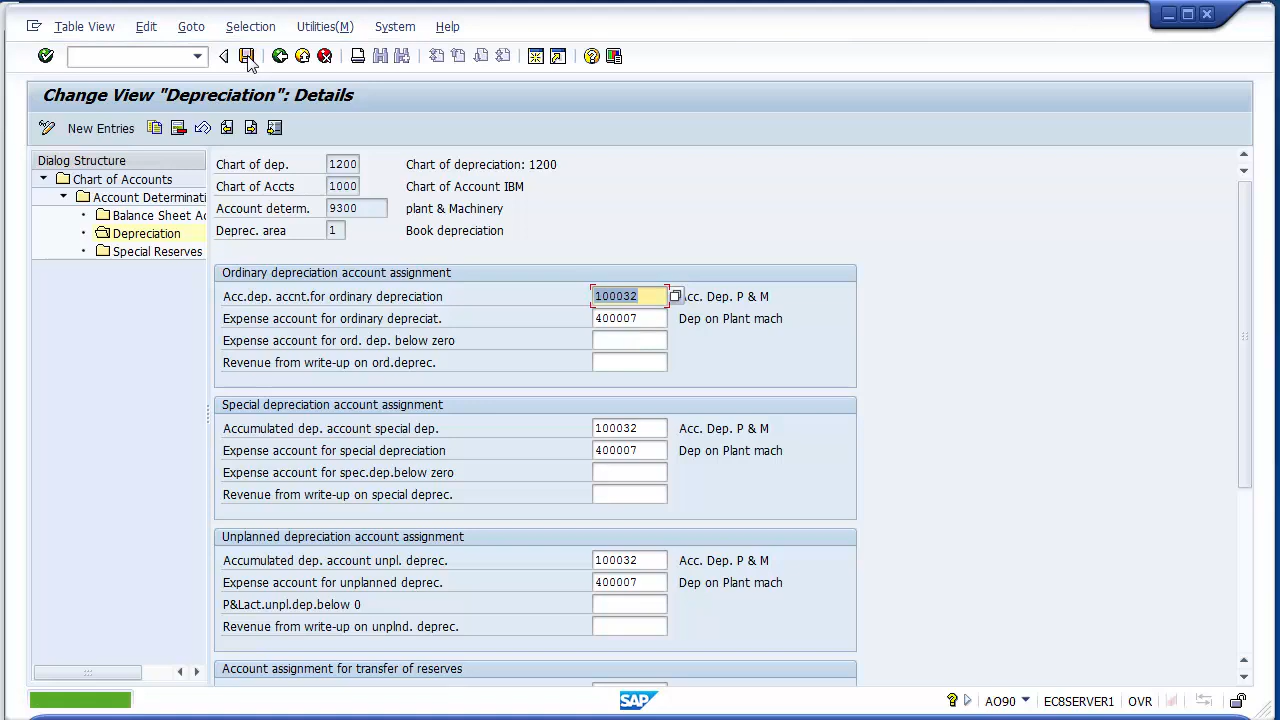 Table View Edit Goto Selection Utilities(M) System Help
Change View "Depreciation": Details
New Entries
Dialog Structure
Chart of Accounts
Account Determinati
Balance Sheet Ac
Depreciation
Special Reserves
Chart of dep. 1200 Chart of depreciation: 1200
Chart of Accts 1000 Chart of Account IBM
Account determ. 9300 plant & Machinery
Deprec. area 1 Book depreciation
Ordinary depreciation account assignment
Acc.dep. accnt.for ordinary depreciation 100032 Acc. Dep. P & M
Expense account for ordinary depreciat. 400007 Dep on Plant mach
Expense account for ord. dep. below zero
Revenue from write-up on ord.deprec.
Special depreciation account assignment
Accumulated dep. account special dep. 100032 Acc. Dep. P & M
Expense account for special depreciation 400007 Dep on Plant mach
Expense account for spec.dep.below zero
Revenue from write-up on special deprec.
Unplanned depreciation account assignment
Accumulated dep. account unpl. deprec. 100032 Acc. Dep. P & M
Expense account for unplanned deprec. 400007 Dep on Plant mach
P&Lact.unpl.dep.below 0
Revenue from write-up on unplnd. deprec.
Account assignment for transfer of reserves
SAP AO90 EC8SERVER1 OVR